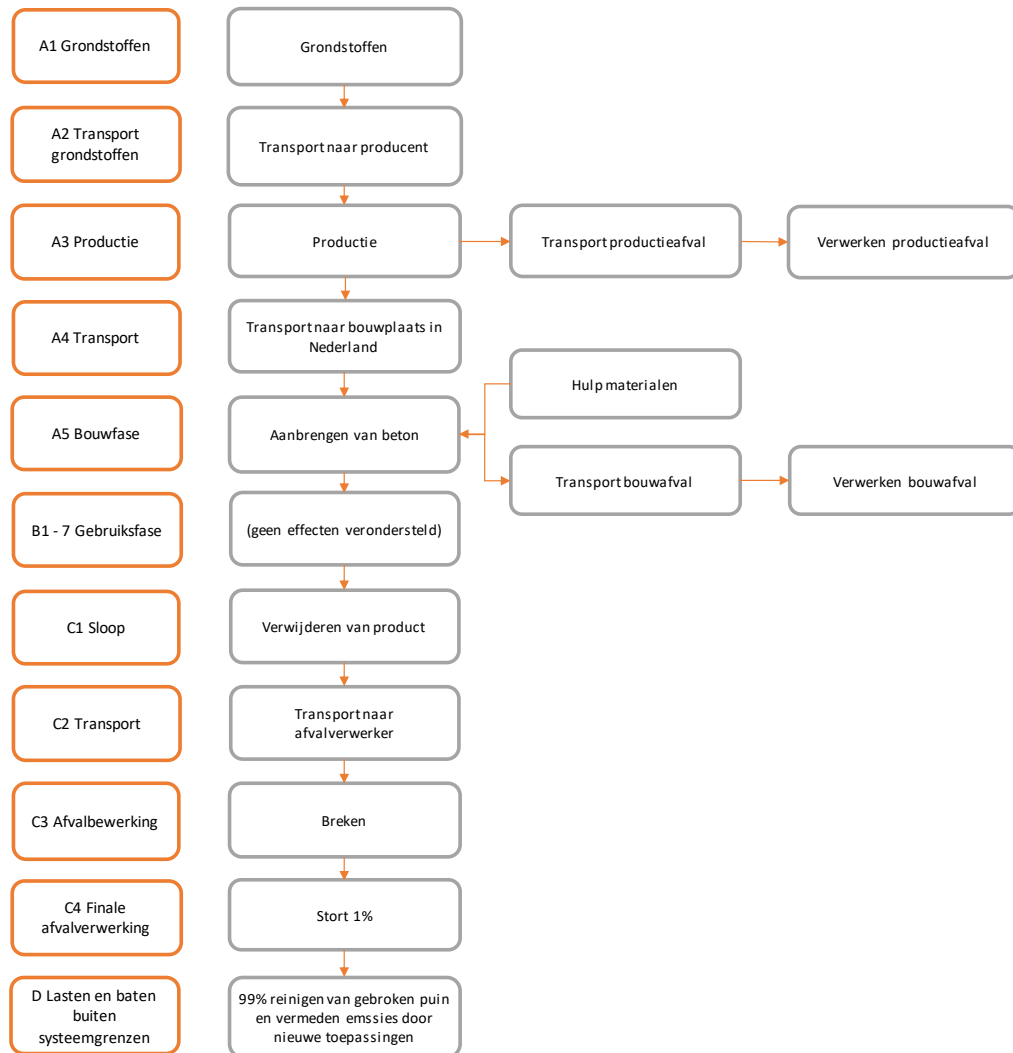 A1 Grondstoffen
Grondstoffen
A2 Transport
grondstoffen
Transport naar producent
A3 Productie
Productie
Transport productieafval
Verwerken productieafval
A4 Transport
Transport naar bouwplaats in
Nederland
Hulp materialen
A5 Bouwfase
Aanbrengen van beton
Transport bouwafval
Verwerken bouwafval
B1 - 7 Gebruiksfase
(geen effecten verondersteld)
C1 Sloop
Verwijderen van product
C2 Transport
Transport naar
afvalverwerker
C3 Afvalbewerking
Breken
C4 Finale
afvalverwerking
Stort 1%
D Lasten en baten
buiten
systeemgrenzen
99% reinigen van gebroken puin
en vermeden emssies door
nieuwe toepassingen